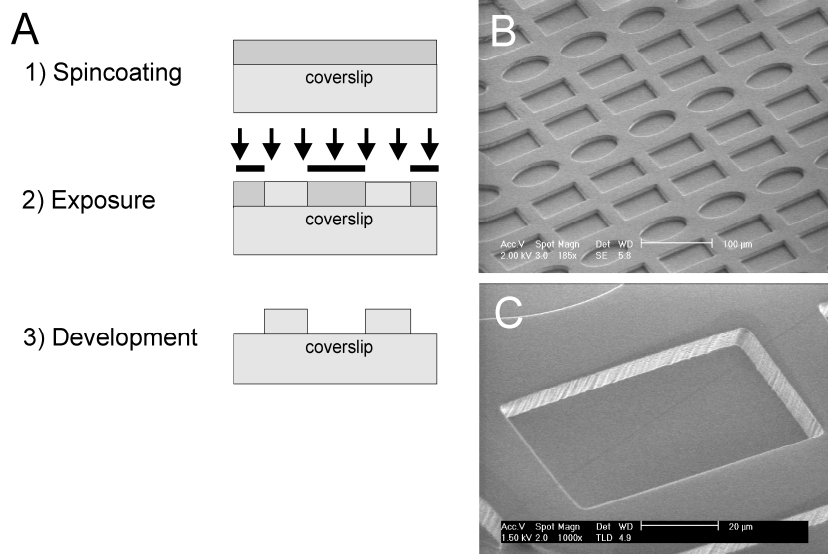 A
1) Spincoating
coverslip
2) Exposure
coverslip
3) Development
coverslip
B
Acc.V Spot Magn Det WD 100 µm
2.00 kV 3.0 185x SE 5.8
C
Acc.V Spot Magn Det WD 20 µm
1.50 kV 2.0 1000x TLD 4.9